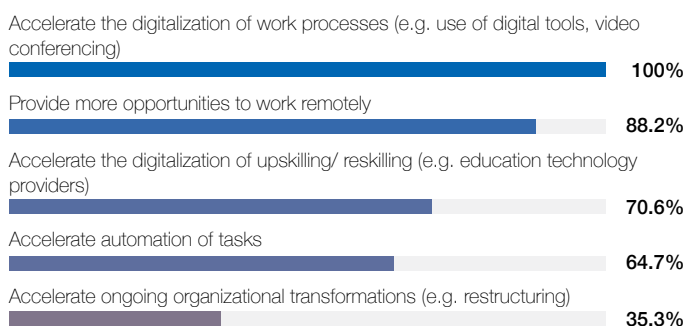 Accelerate the digitalization of work processes (e.g. use of digital tools, video
conferencing)
100%
Provide more opportunities to work remotely
88.2%
Accelerate the digitalization of upskilling/ reskilling (e.g. education technology
providers)
70.6%
Accelerate automation of tasks
64.7%
Accelerate ongoing organizational transformations (e.g. restructuring)
35.3%